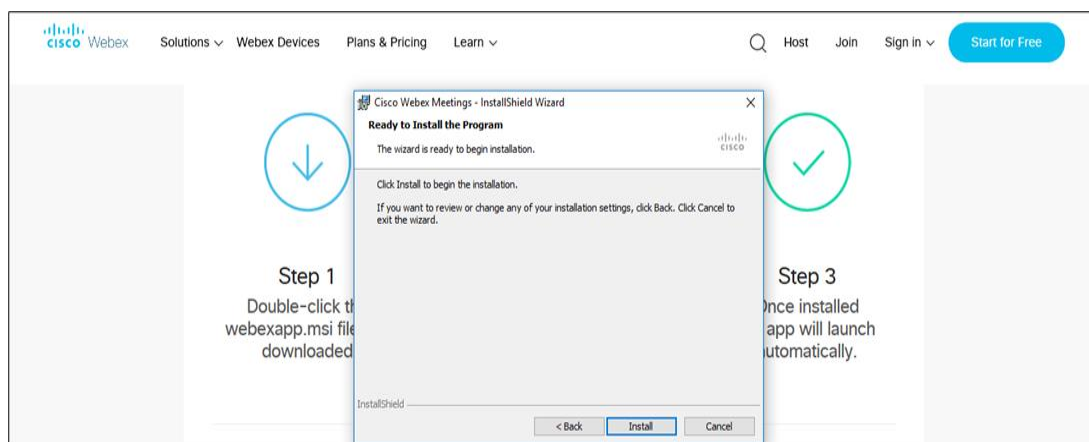 CISCO Webex Solutions Webex Devices Plans & Pricing Learn Host Join Sign in Start for Free
Cisco Webex Meetings - InstallShield Wizard
Ready to Install the Program
The wizard is ready to begin installation.
CISCO
Click Install to begin the installation.
If you want to review or change any of your installation settings, click Back. Click Cancel to
exit the wizard.
InstallShield
< Back Install Cancel
Step 1
Double-click
webexapp.msi
downloaded
Step 3
installed
app will launch
automatically.